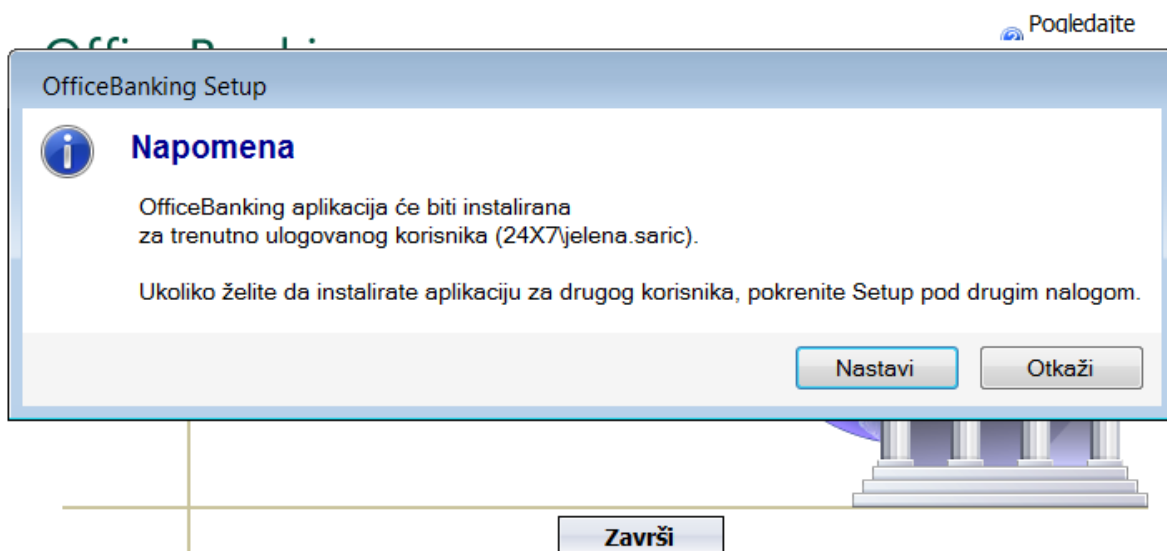 Pogledajte
OfficeBanking Setup
Napomena
OfficeBanking aplikacija će biti instalirana
za trenutno ulogovanog korisnika (24X7\jelena.saric).
Ukoliko želite da instalirate aplikaciju za drugog korisnika, pokrenite Setup pod drugim nalogom.
Nastavi
Otkaži
Završi